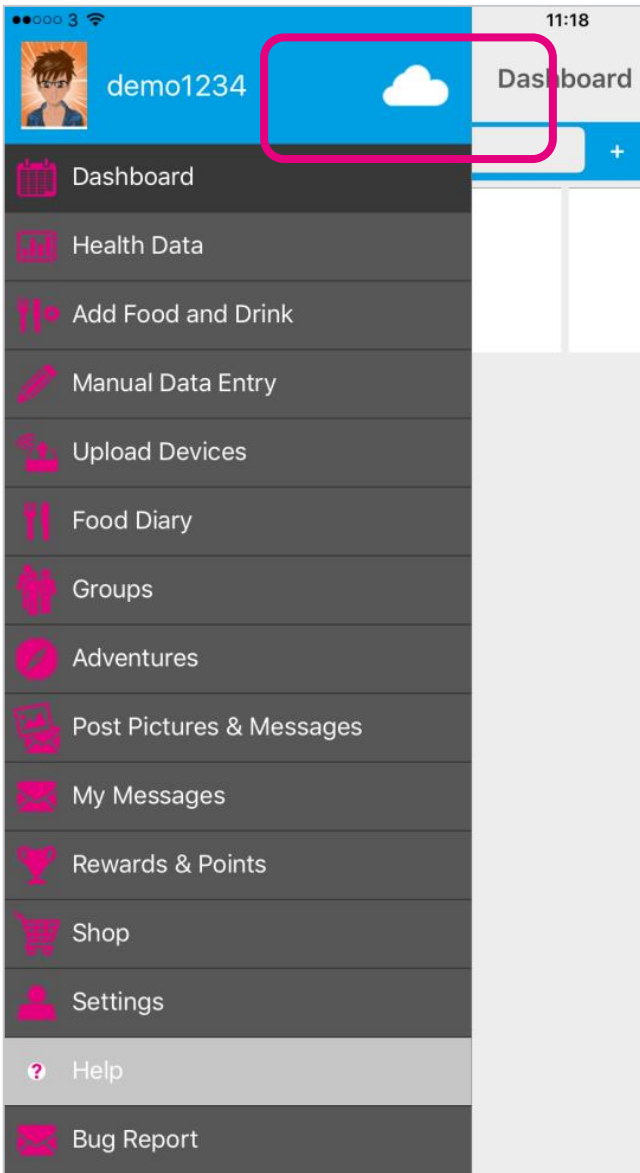 3
11:18
demo1234
Dashboard
+
Dashboard
Health Data
Add Food and Drink
Manual Data Entry
Upload Devices
Food Diary
Groups
Adventures
Post Pictures & Messages
My Messages
Rewards & Points
Shop
Settings
? Help
Bug Report